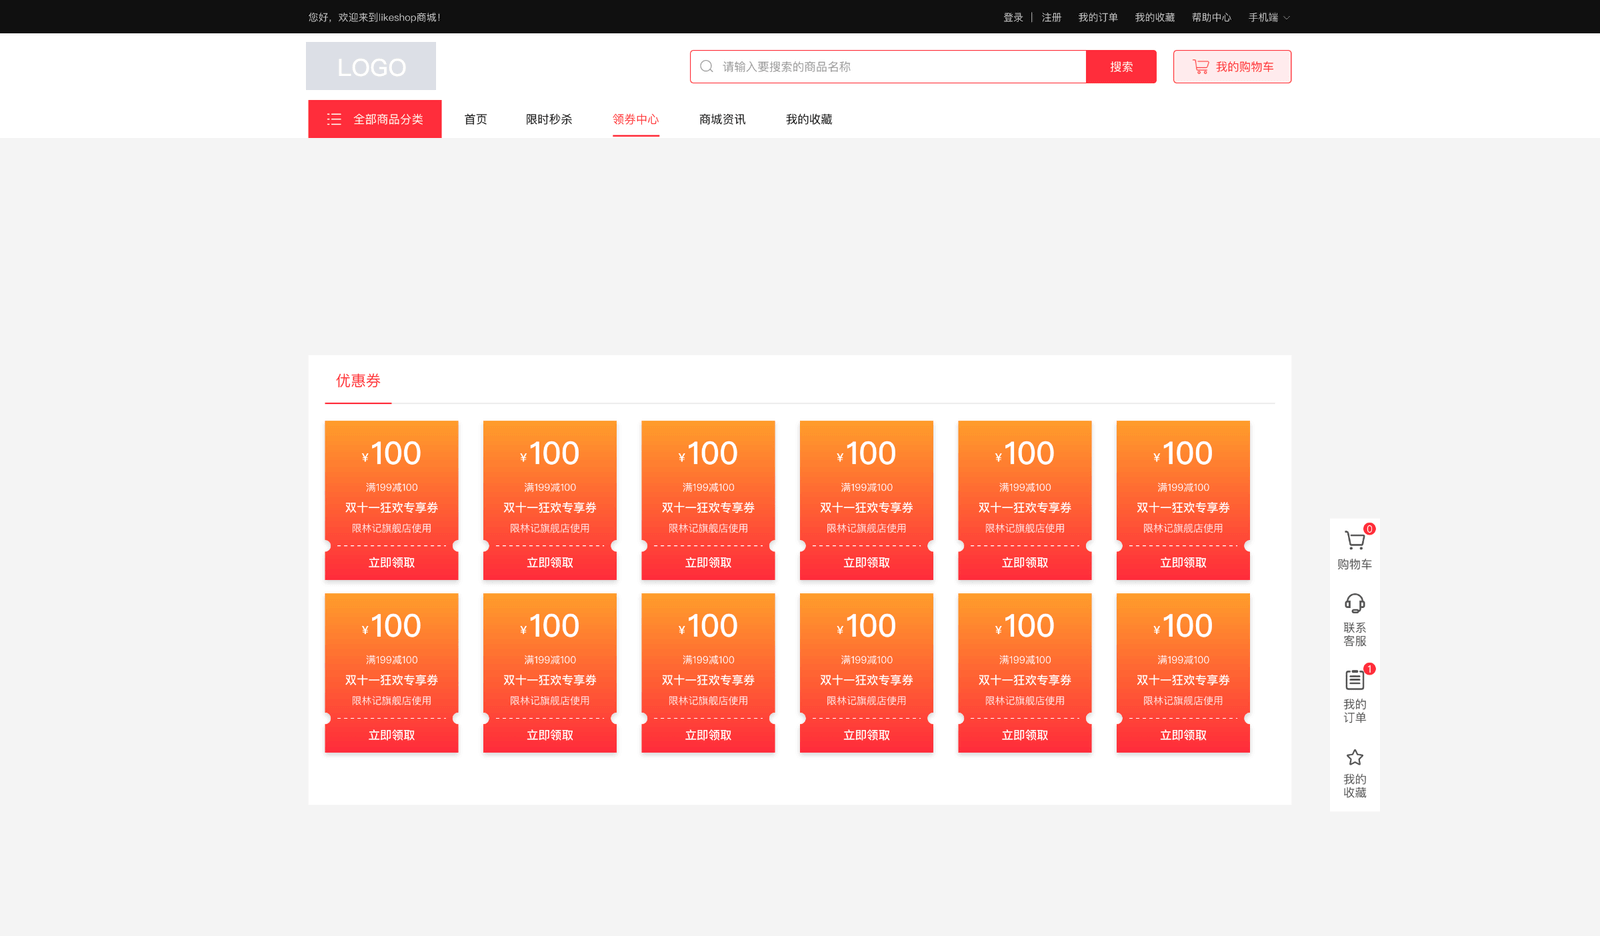 您好，欢迎来到likeshop商城！
登录 | 注册 我的订单 我的收藏 帮助中心 手机端
LOGO
请输入要搜索的商品名称 搜索 我的购物车
全部商品分类 首页 限时秒杀 领券中心 商城资讯 我的收藏
优惠券
¥100 ¥100 ¥100 ¥100 ¥100 ¥100
满199减100 满199减100 满199减100 满199减100 满199减100 满199减100
双十一狂欢专享券 双十一狂欢专享券 双十一狂欢专享券 双十一狂欢专享券 双十一狂欢专享券 双十一狂欢专享券
限林记旗舰店使用 限林记旗舰店使用 限林记旗舰店使用 限林记旗舰店使用 限林记旗舰店使用 限林记旗舰店使用
立即领取 立即领取 立即领取 立即领取 立即领取 立即领取
¥100 ¥100 ¥100 ¥100 ¥100 ¥100
满199减100 满199减100 满199减100 满199减100 满199减100 满199减100
双十一狂欢专享券 双十一狂欢专享券 双十一狂欢专享券 双十一狂欢专享券 双十一狂欢专享券 双十一狂欢专享券
限林记旗舰店使用 限林记旗舰店使用 限林记旗舰店使用 限林记旗舰店使用 限林记旗舰店使用 限林记旗舰店使用
立即领取 立即领取 立即领取 立即领取 立即领取 立即领取
0
购物车
联系
客服
1
我的
订单
我的
收藏